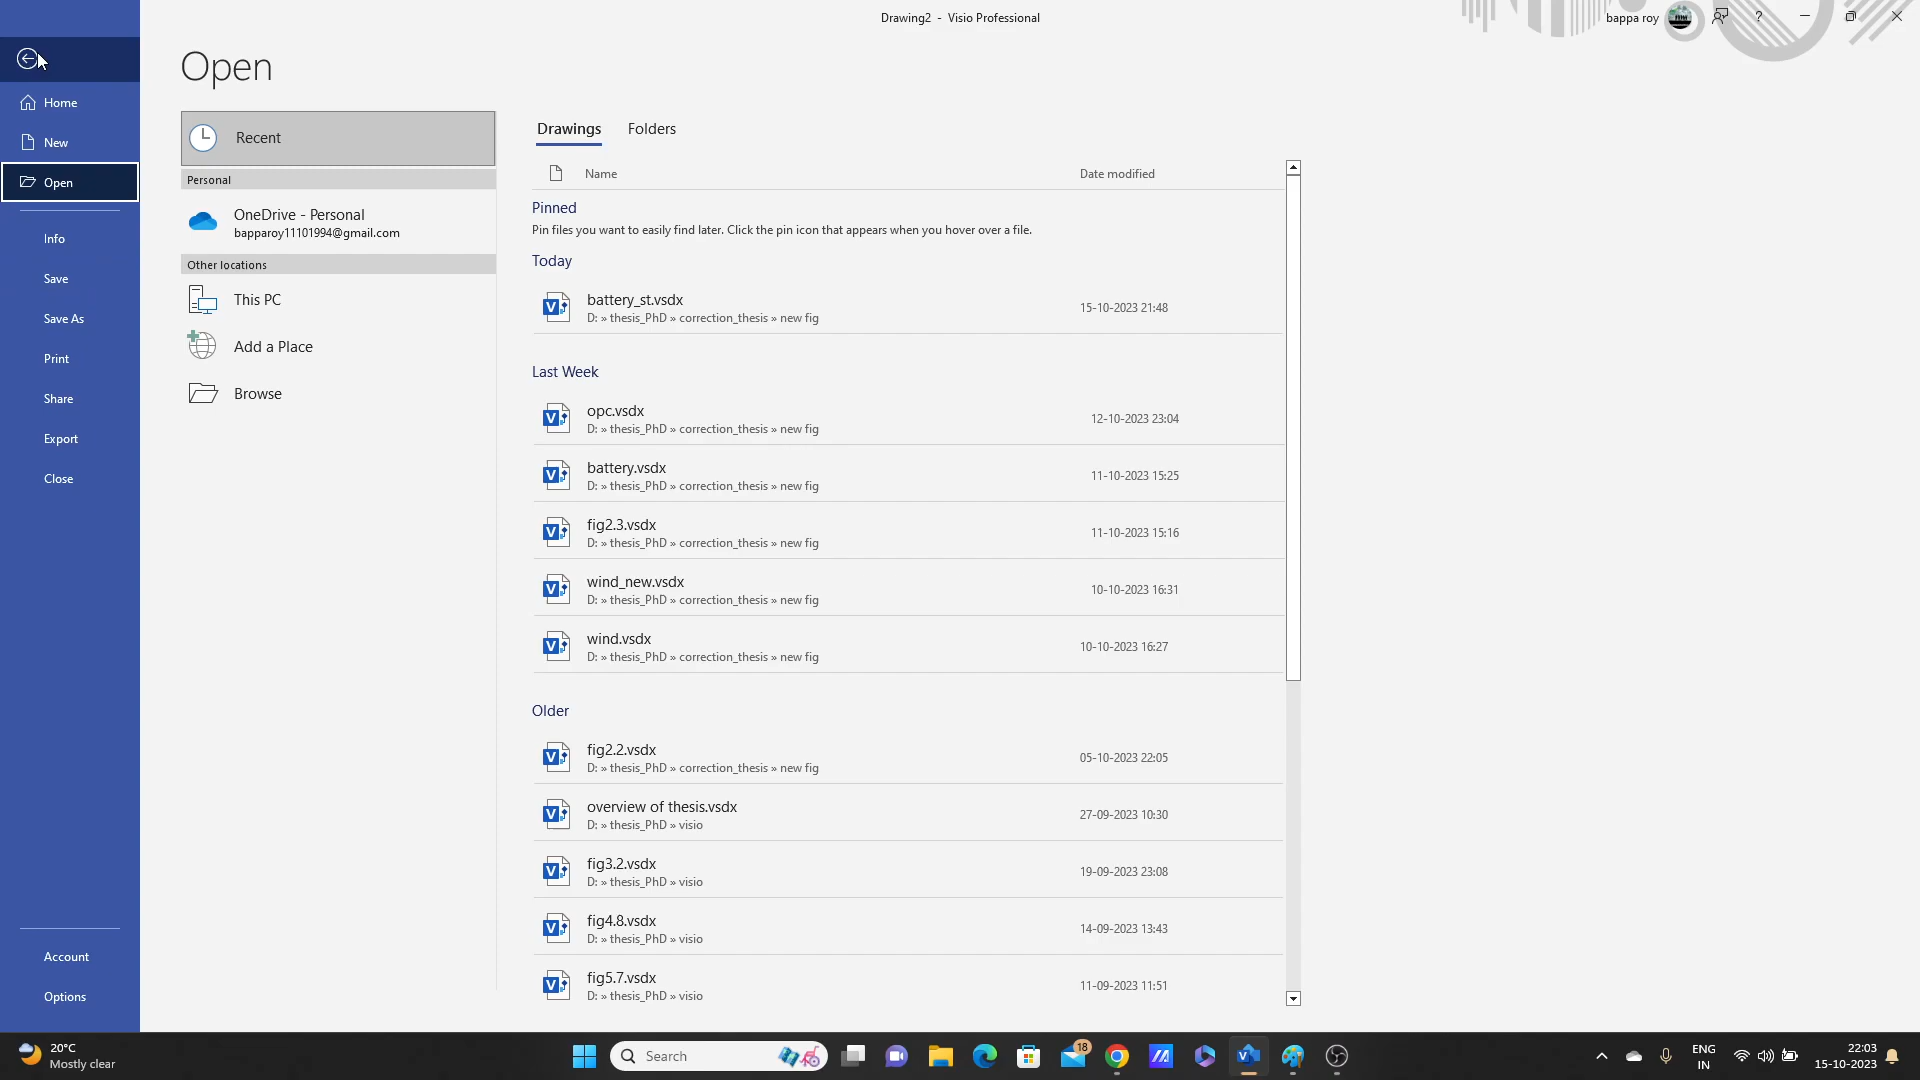 Drawing2 - Visio Professional
bappa roy
?
Open
Home
New
Open
Info
Save
Save As
Print
Share
Export
Close
Account
Options
Recent
Personal
OneDrive - Personal
bapparoy11101994@gmail.com
Other locations
This PC
Add a Place
Browse
Drawings Folders
Name Date modified
Pinned
Pin files you want to easily find later. Click the pin icon that appears when you hover over a file.
Today
battery_st.vsdx
D: » thesis_PhD » correction_thesis » new fig
15-10-2023 21:48
Last Week
opc.vsdx
D: » thesis_PhD » correction_thesis » new fig
12-10-2023 23:04
battery.vsdx
D: » thesis_PhD » correction_thesis » new fig
11-10-2023 15:25
fig2.3.vsdx
D: » thesis_PhD » correction_thesis » new fig
11-10-2023 15:16
wind_new.vsdx
D: » thesis_PhD » correction_thesis » new fig
10-10-2023 16:31
wind.vsdx
D: » thesis_PhD » correction_thesis » new fig
10-10-2023 16:27
Older
fig2.2.vsdx
D: » thesis_PhD » correction_thesis » new fig
05-10-2023 22:05
overview of thesis.vsdx
D: » thesis_PhD » visio
27-09-2023 10:30
fig3.2.vsdx
D: » thesis_PhD » visio
19-09-2023 23:08
fig4.8.vsdx
D: » thesis_PhD » visio
14-09-2023 13:43
fig5.7.vsdx
D: » thesis_PhD » visio
11-09-2023 11:51
20°C
Mostly clear
Search
18
ENG
IN
22:03
15-10-2023